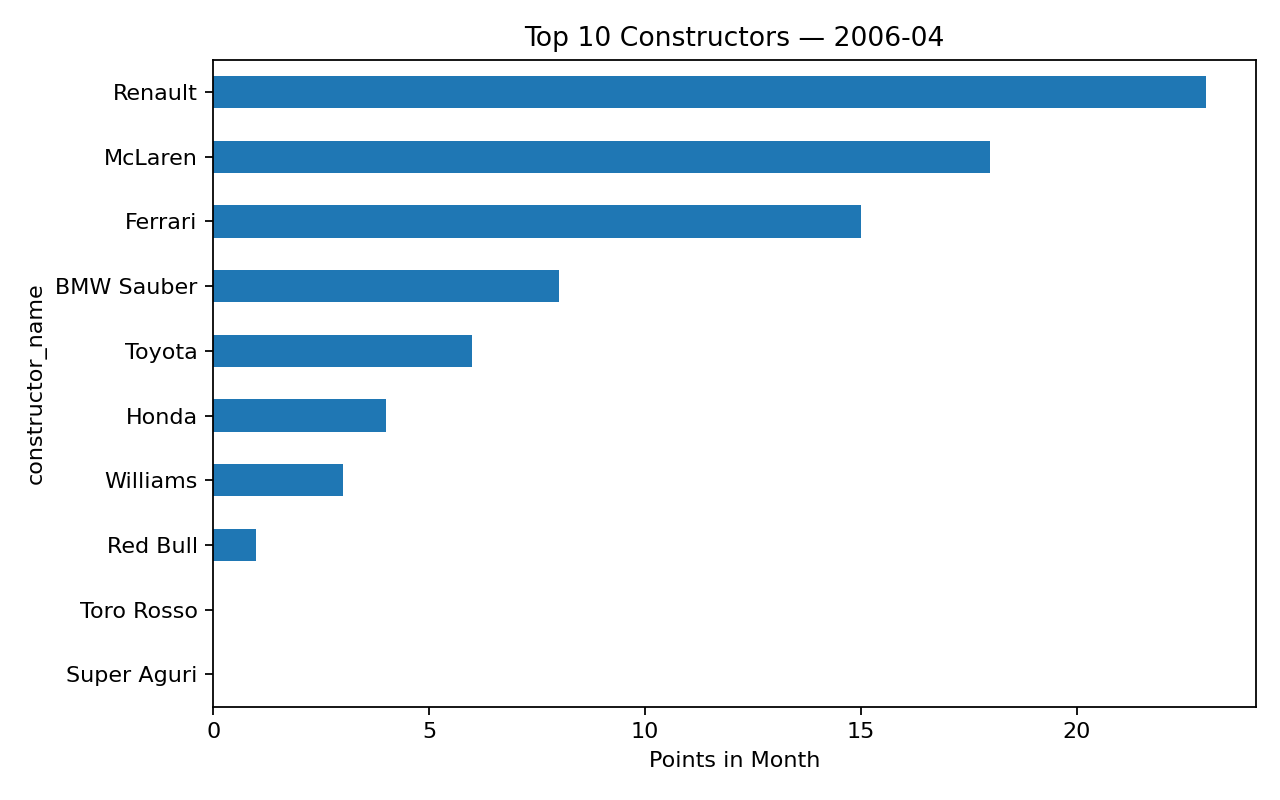 Top 10 Constructors — 2006-04
constructor_name
Renault
McLaren
Ferrari
BMW Sauber
Toyota
Honda
Williams
Red Bull
Toro Rosso
Super Aguri
0 5 10 15 20
Points in Month